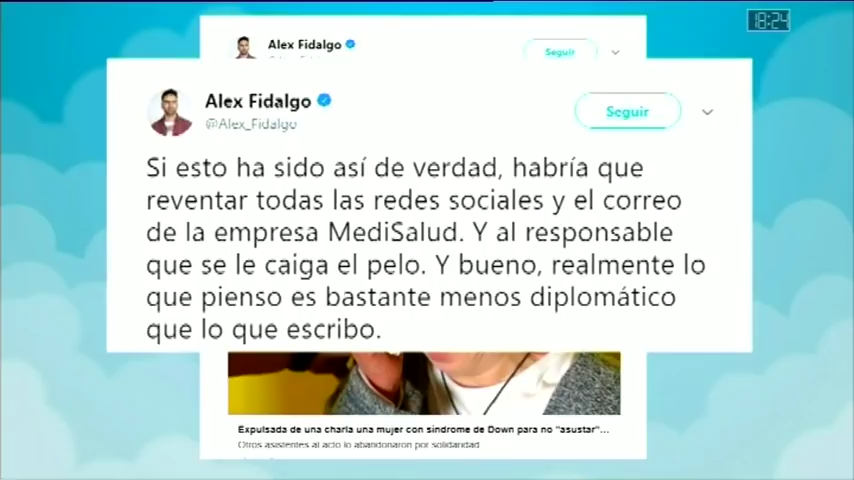 18:24
Alex Fidalgo
Seguir
Alex Fidalgo
@Alex_Fidalgo
Seguir
Si esto ha sido así de verdad, habría que
reventar todas las redes sociales y el correo
de la empresa MediSalud. Y al responsable
que se le caiga el pelo. Y bueno, realmente lo
que pienso es bastante menos diplomático
que lo que escribo.
Expulsada de una charla una mujer con síndrome de Down para no "asustar"...
Otros asistentes al acto lo abandonaron por solidaridad